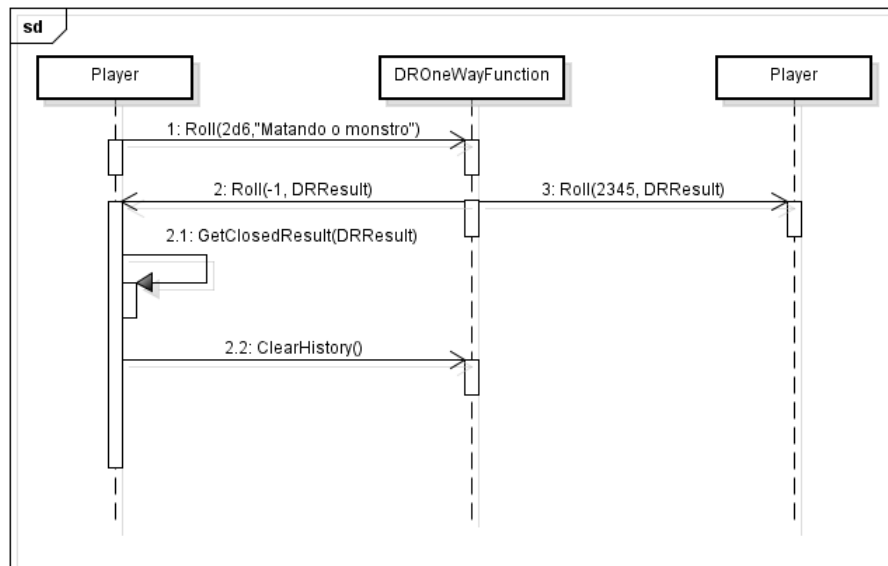 sd
Player
DROneWayFunction
Player
1: Roll(2d6,"Matando o monstro")
2: Roll(-1, DRResult)
3: Roll(2345, DRResult)
2.1: GetClosedResult(DRResult)
2.2: ClearHistory()